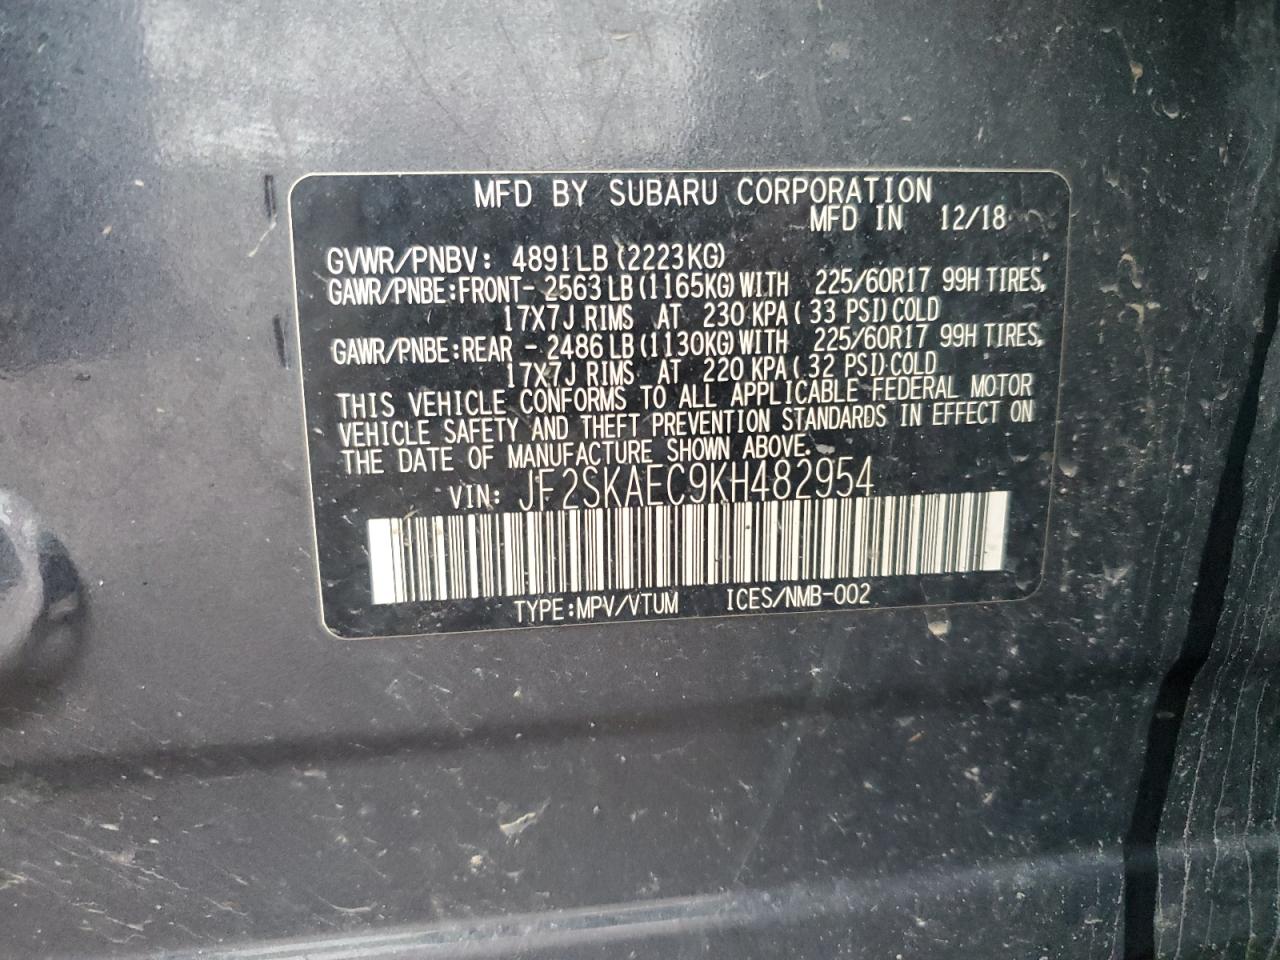 MFD BY SUBARU CORPORATION
MFD IN 12/18
GVWR/PNBV: 4891LB (2223KG)
GAWR/PNBE:FRONT- 2563 LB (1165KG) WITH 225/60R17 99H TIRES,
17X7J RIMS AT 230 KPA ( 33 PSI) COLD
GAWR/PNBE:REAR - 2486 LB (1130KG) WITH 225/60R17 99H TIRES,
17X7J RIMS AT 220 KPA ( 32 PSI) COLD
THIS VEHICLE CONFORMS TO ALL APPLICABLE FEDERAL MOTOR
VEHICLE SAFETY AND THEFT PREVENTION STANDARDS IN EFFECT ON
THE DATE OF MANUFACTURE SHOWN ABOVE.
VIN: JF2SKAEC9KH482954
TYPE:MPV/VTUM ICES/NMB-002